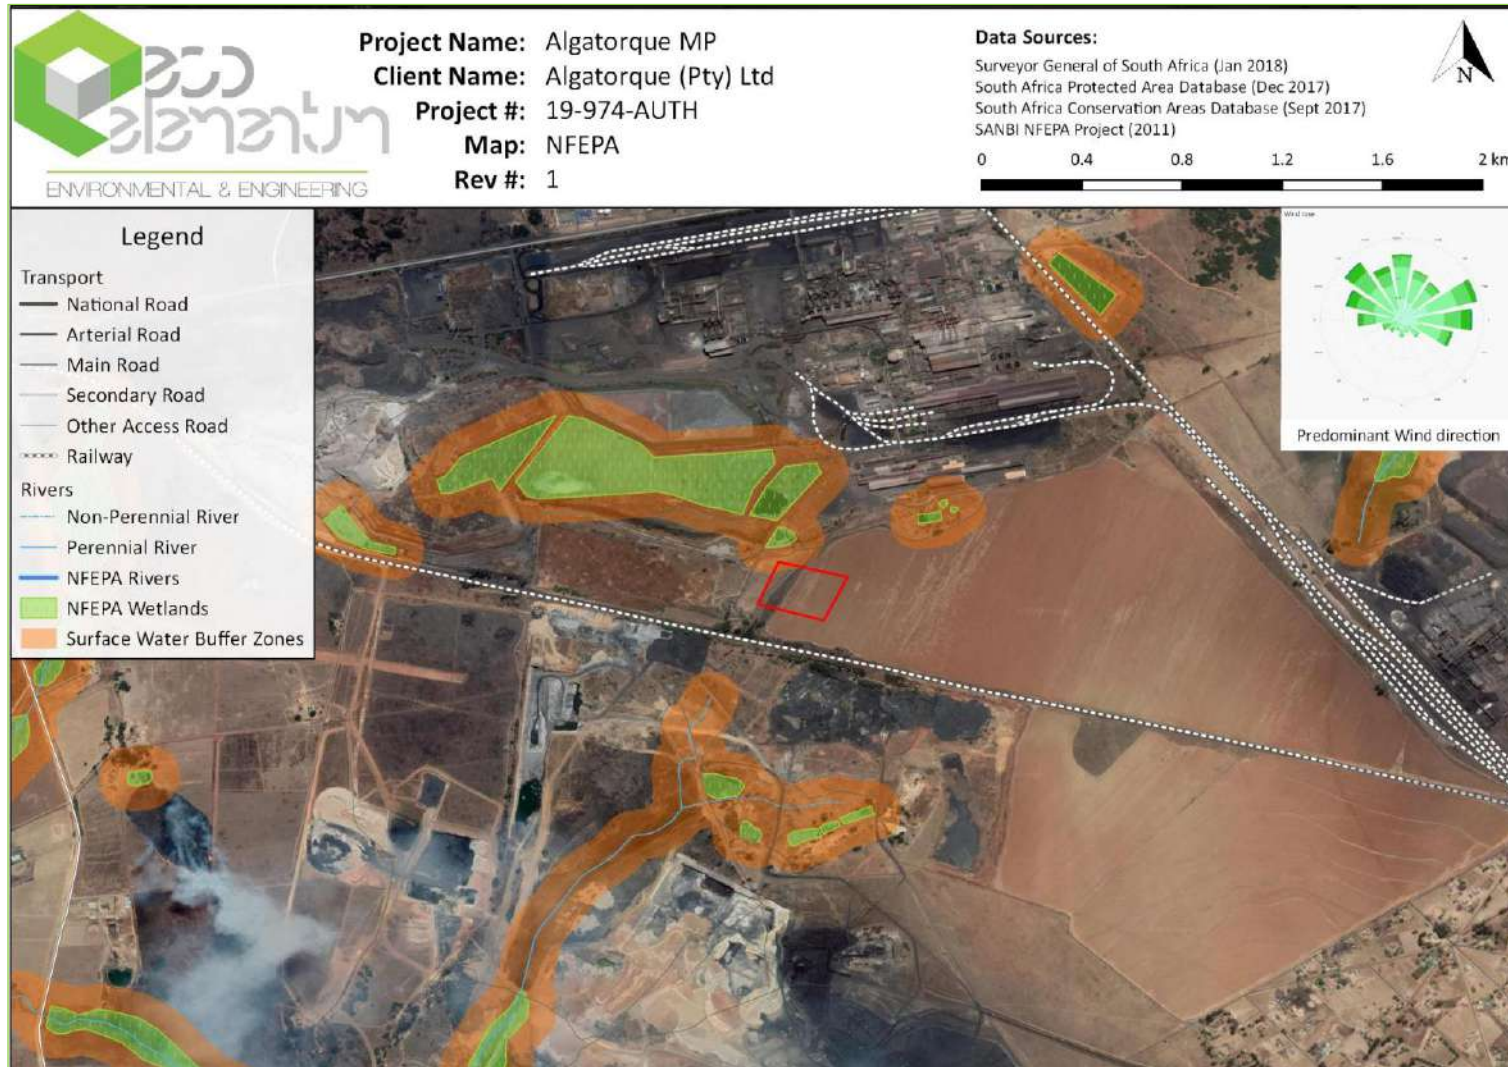 eco
elementum
ENVIRONMENTAL & ENGINEERING
Project Name: Algatorque MP
Client Name: Algatorque (Pty) Ltd
Project #: 19-974-AUTH
Map: NFEPA
Rev #: 1
Data Sources:
Surveyor General of South Africa (Jan 2018)
South Africa Protected Area Database (Dec 2017)
South Africa Conservation Areas Database (Sept 2017)
SANBI NFEPA Project (2011)
N
0 0.4 0.8 1.2 1.6 2 km
Legend
Transport
National Road
Arterial Road
Main Road
Secondary Road
Other Access Road
Railway
Rivers
Non-Perennial River
Perennial River
NFEPA Rivers
NFEPA Wetlands
Surface Water Buffer Zones
Predominant Wind direction